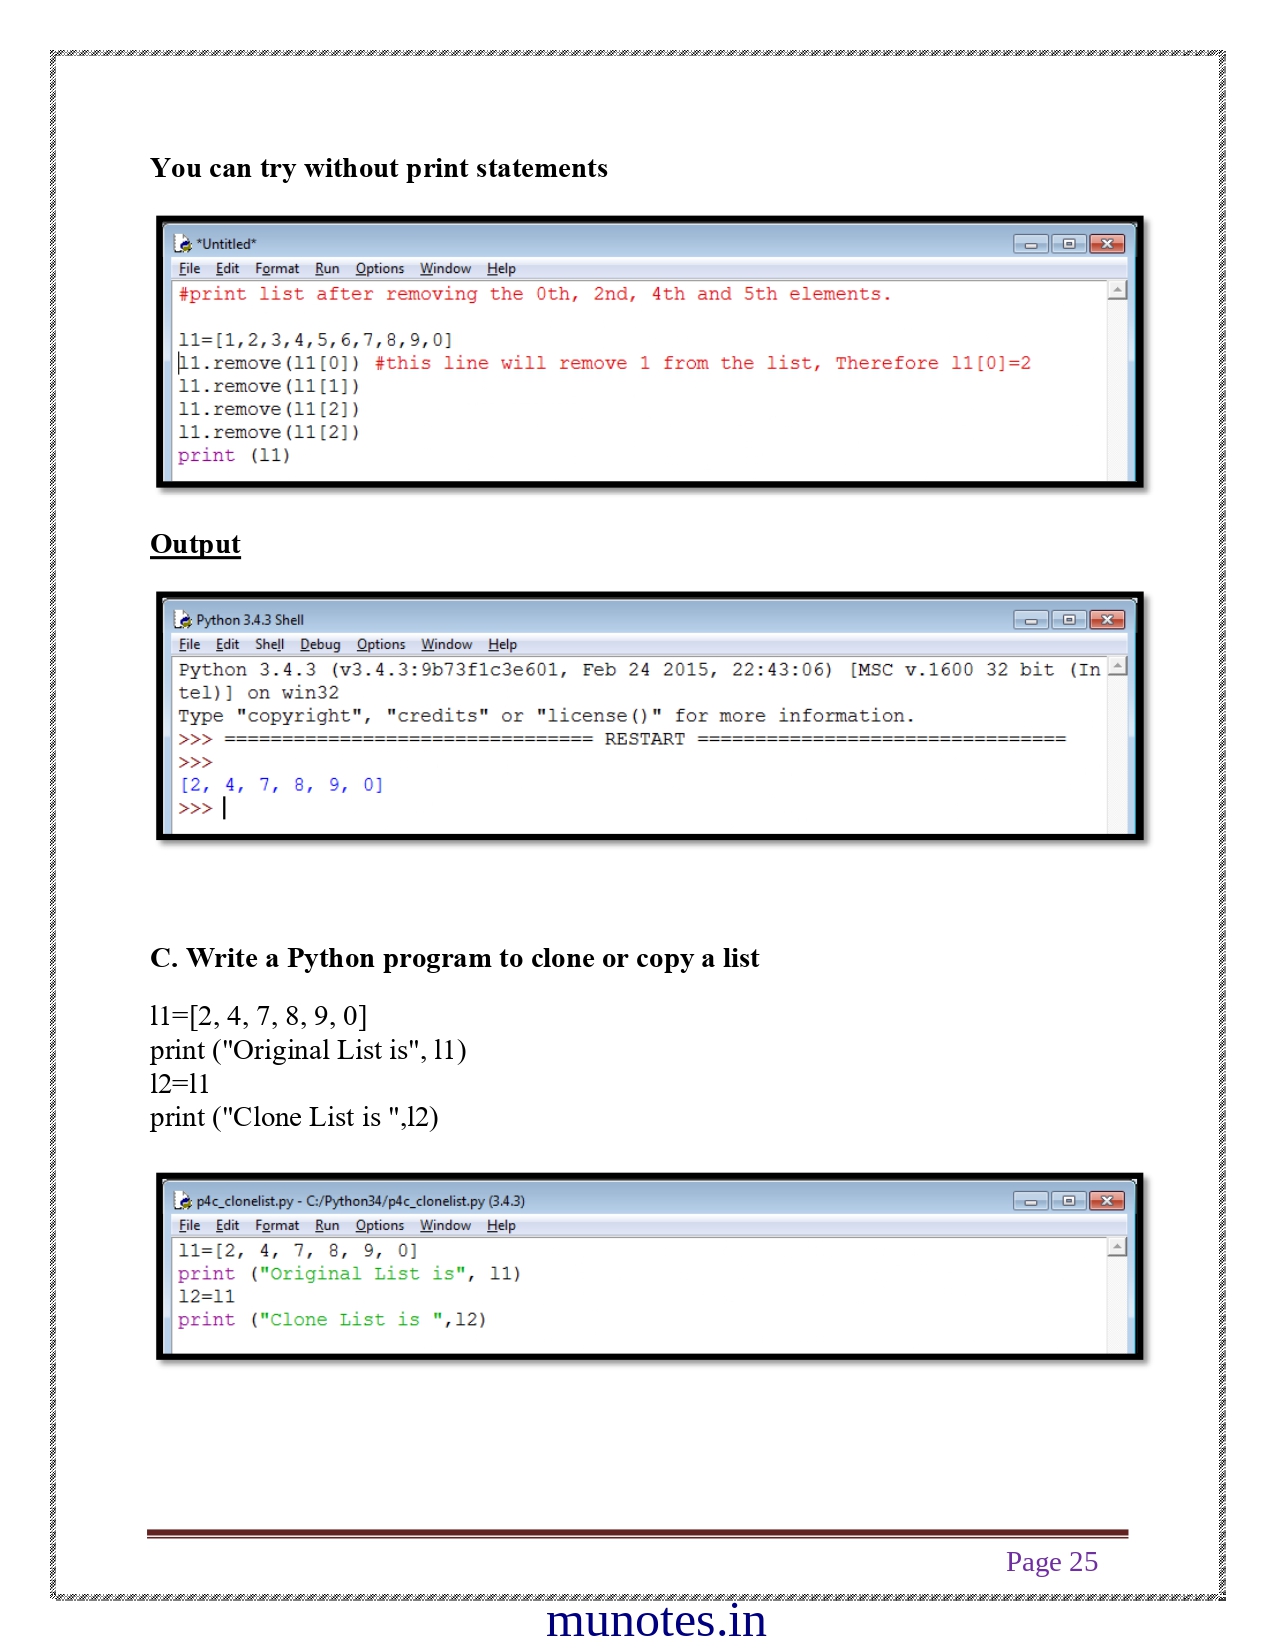 You can try without print statements
*Untitled*
File Edit Format Run Options Window Help
#print list after removing the 0th, 2nd, 4th and 5th elements.
l1=[1,2,3,4,5,6,7,8,9,0]
l1.remove(l1[0]) #this line will remove 1 from the list, Therefore l1[0]=2
l1.remove(l1[1])
l1.remove(l1[2])
l1.remove(l1[2])
print (l1)
Output
Python 3.4.3 Shell
File Edit Shell Debug Options Window Help
Python 3.4.3 (v3.4.3:9b73f1c3e601, Feb 24 2015, 22:43:06) [MSC v.1600 32 bit (In
tel)] on win32
Type "copyright", "credits" or "license()" for more information.
>>> ================================ RESTART ================================
>>>
[2, 4, 7, 8, 9, 0]
>>>
C. Write a Python program to clone or copy a list
l1=[2, 4, 7, 8, 9, 0]
print ("Original List is", l1)
l2=l1
print ("Clone List is ",l2)
p4c_clonelist.py - C:/Python34/p4c_clonelist.py (3.4.3)
File Edit Format Run Options Window Help
l1=[2, 4, 7, 8, 9, 0]
print ("Original List is", l1)
l2=l1
print ("Clone List is ",l2)
Page 25
munotes.in